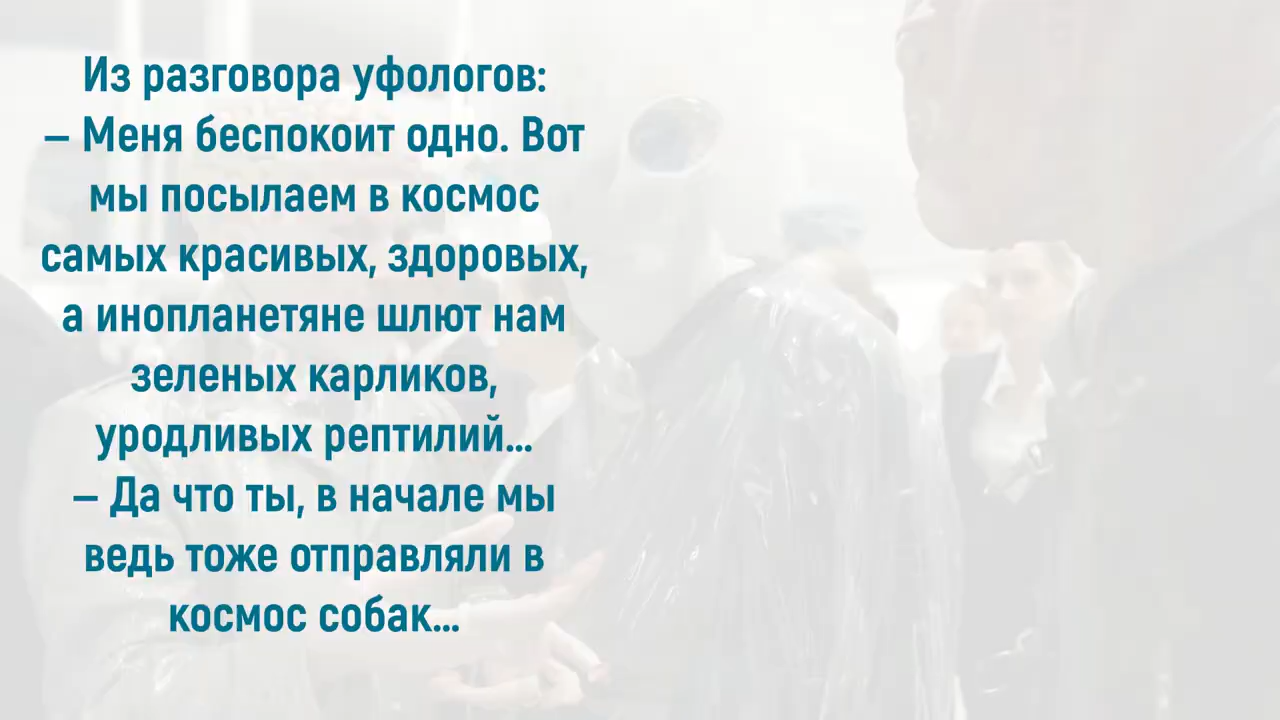 Из разговора уфологов:
– Меня беспокоит одно. Вот
мы посылаем в космос
самых красивых, здоровых,
а инопланетяне шлют нам
зеленых карликов,
уродливых рептилий...
– Да что ты, в начале мы
ведь тоже отправляли в
космос собак...